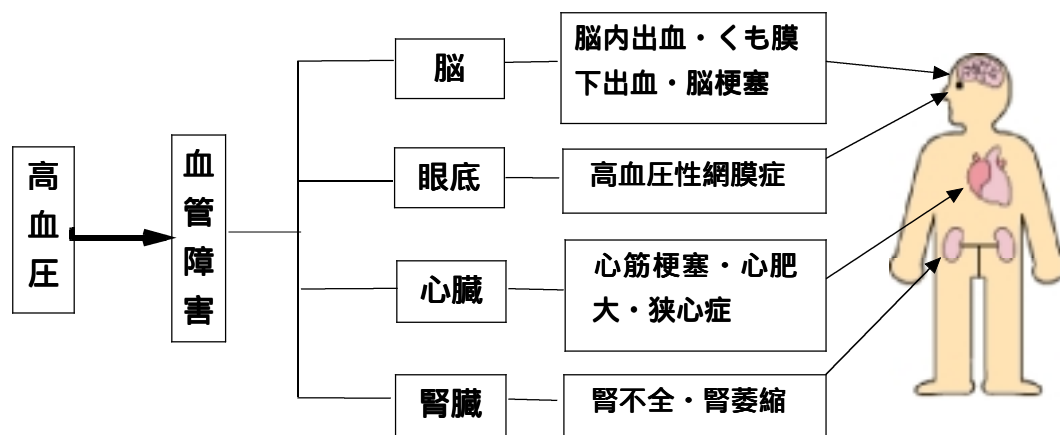 高血圧
血管障害
脳
脳内出血・くも膜
下出血・脳梗塞
眼底
高血圧性網膜症
心臓
心筋梗塞・心肥
大・狭心症
腎臓
腎不全・腎萎縮